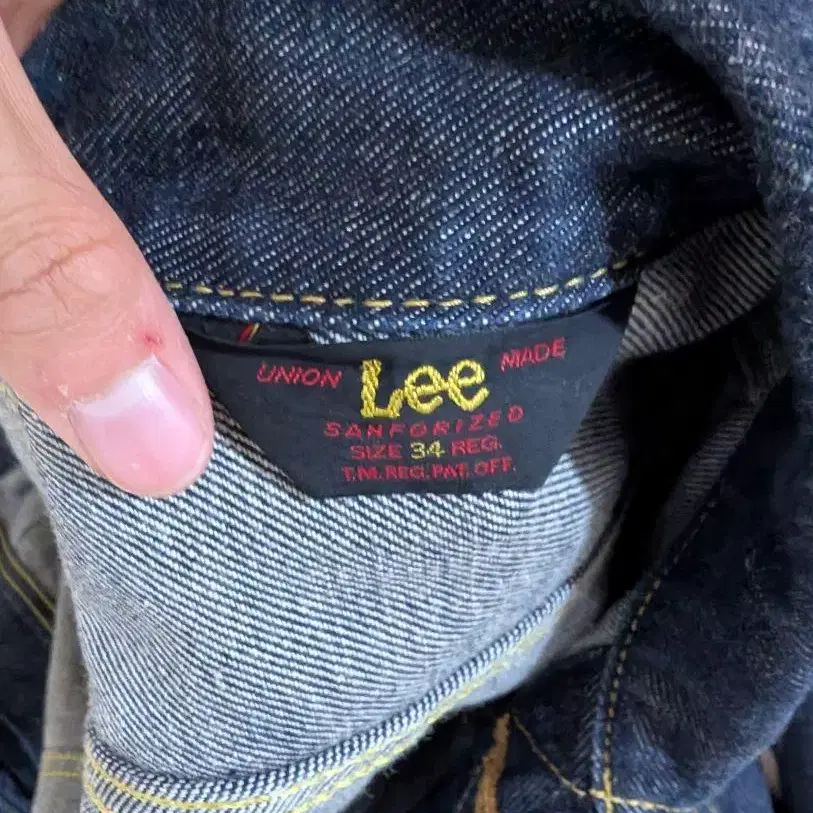 UNION Lee MADE
SANFORIZED
SIZE 34 REG.
T.M. REG. PAT. OFF.